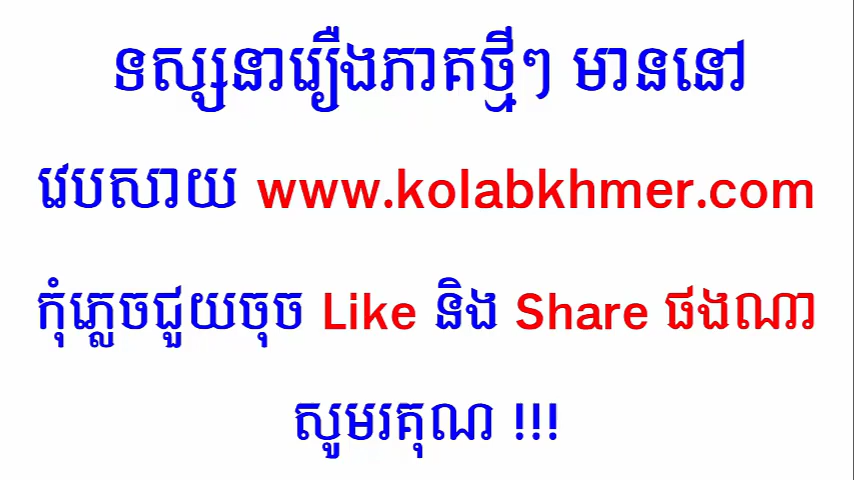 ទស្សនារឿងភាគថ្មីៗ មាននៅ
វេបសាយ www.kolabkhmer.com
កុំភ្លេចជួយចុច Like និង Share ផងណា
សូមរគុណ !!!